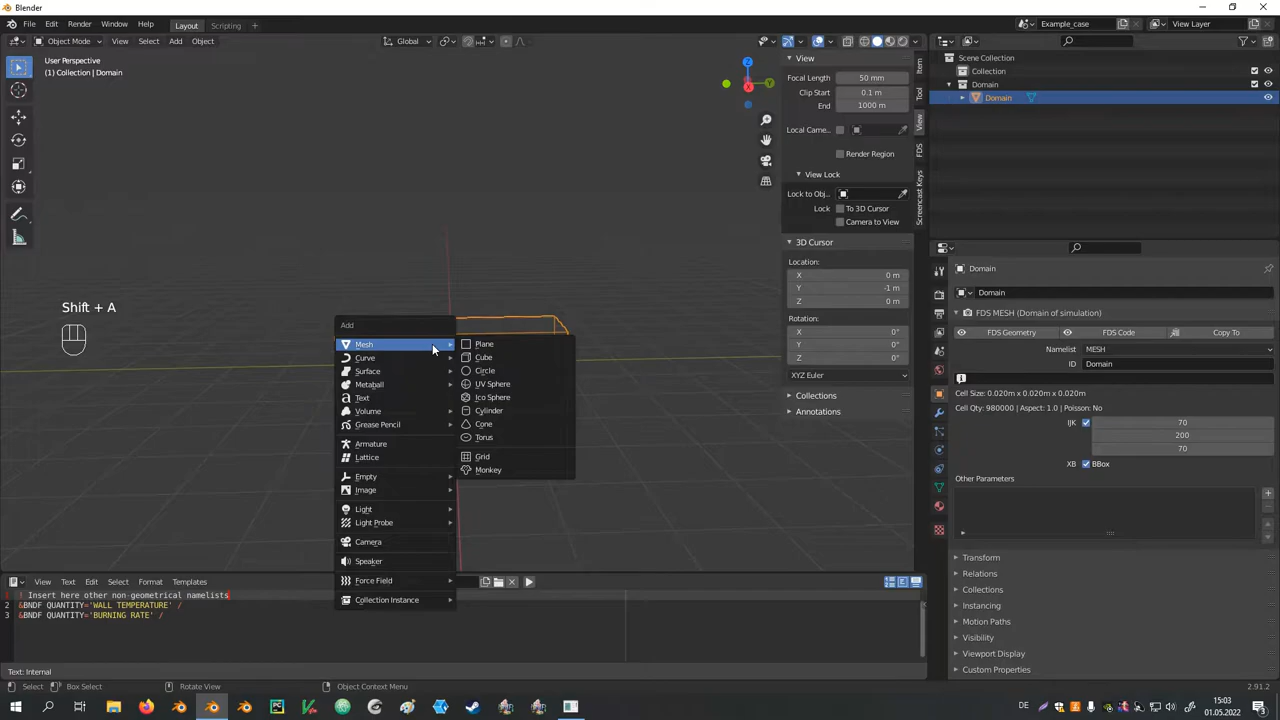 Blender
File Edit Render Window Help Layout Scripting + Example_case View Layer
Object Mode View Select Add Object Global
User Perspective
(1) Collection | Domain
Shift + A
Z
Y
X
Add
Mesh
Curve
Surface
Metaball
Text
Volume
Grease Pencil
Armature
Lattice
Empty
Image
Light
Light Probe
Camera
Speaker
Force Field
Collection Instance
Plane
Cube
Circle
UV Sphere
Ico Sphere
Cylinder
Cone
Torus
Grid
Monkey
View
Focal Length 50 mm
Clip Start 0.1 m
End 1000 m
Local Came...
Render Region
View Lock
Lock to Obj...
Lock To 3D Cursor
Camera to View
3D Cursor
Location:
X 0 m
Y -1 m
Z 0 m
Rotation:
X 0°
Y 0°
Z 0°
XYZ Euler
Collections
Annotations
Item
Tool
View
FDS
Screencast Keys
Scene Collection
Collection
Domain
Domain
Domain
Domain
FDS MESH (Domain of simulation)
FDS Geometry FDS Code Copy To
Namelist MESH
ID Domain
Cell Size: 0.020m x 0.020m x 0.020m
Cell Qty: 980000 | Aspect: 1.0 | Poisson: No
IJK 70
200
70
XB BBox
Other Parameters
Transform
Relations
Collections
Instancing
Motion Paths
Visibility
Viewport Display
Custom Properties
View Text Edit Select Format Templates
1 ! Insert here other non-geometrical namelists
2 &BNDF QUANTITY='WALL TEMPERATURE' /
3 &BNDF QUANTITY='BURNING RATE' /
Text: Internal
Select Box Select Rotate View Object Context Menu 2.91.2
DE 15:03
01.05.2022